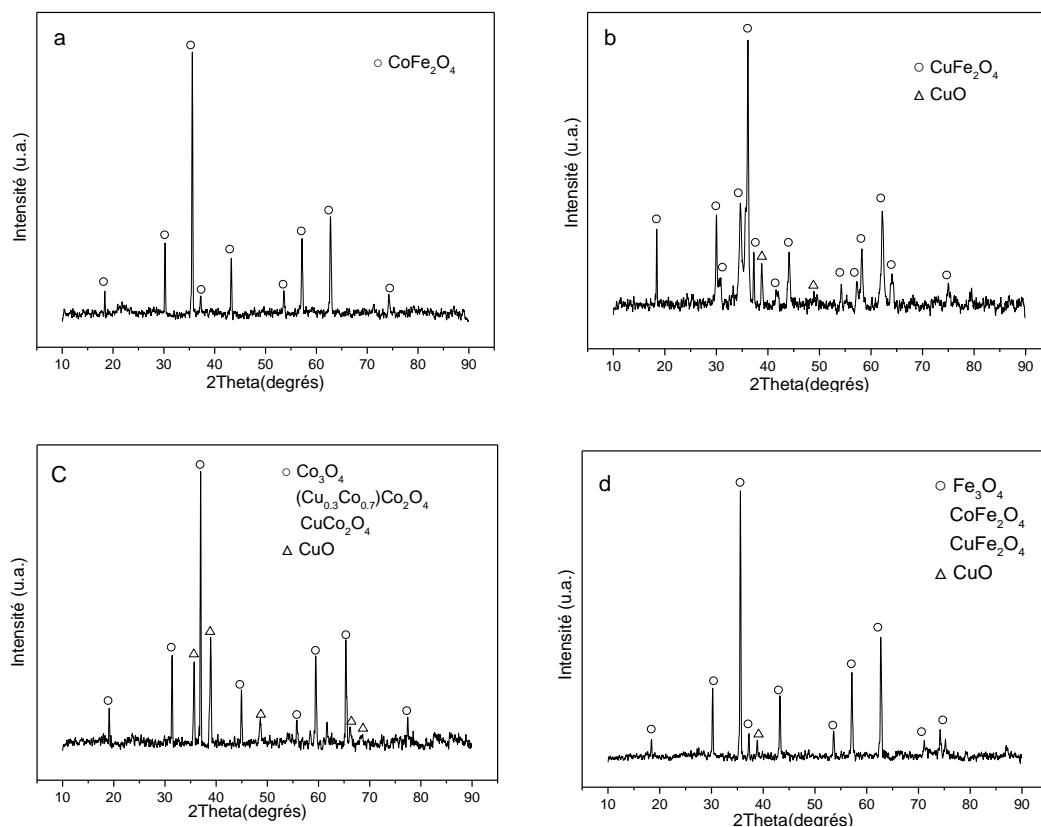 a
○ CoFe₂O₄
Intensité (u.a.)
10 20 30 40 50 60 70 80 90
2Theta(degrés)
b
○ CuFe₂O₄
△ CuO
Intensité (u.a.)
10 20 30 40 50 60 70 80 90
2Theta(degrés)
C
○ Co₃O₄
(Cu₀.₃Co₀.₇)Co₂O₄
CuCo₂O₄
△ CuO
Intensité (u.a.)
10 20 30 40 50 60 70 80 90
2Theta(degrés)
d
○ Fe₃O₄
CoFe₂O₄
CuFe₂O₄
△ CuO
Intensité (u.a.)
10 20 30 40 50 60 70 80 90
2Theta(degrés)